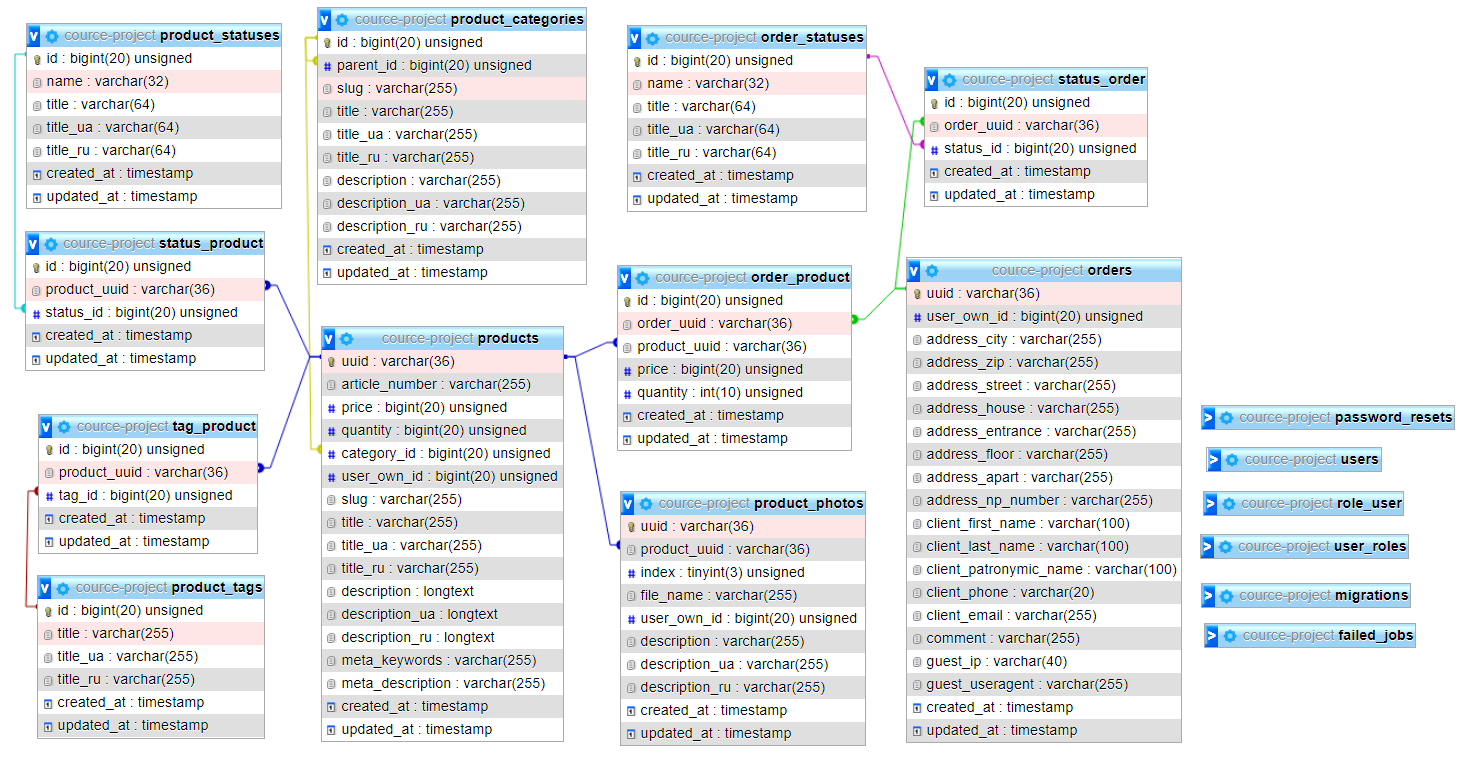 cource-project product_statuses
id : bigint(20) unsigned
name : varchar(32)
title : varchar(64)
title_ua : varchar(64)
title_ru : varchar(64)
created_at : timestamp
updated_at : timestamp
cource-project status_product
id : bigint(20) unsigned
product_uuid : varchar(36)
status_id : bigint(20) unsigned
created_at : timestamp
updated_at : timestamp
cource-project tag_product
id : bigint(20) unsigned
product_uuid : varchar(36)
tag_id : bigint(20) unsigned
created_at : timestamp
updated_at : timestamp
cource-project product_tags
id : bigint(20) unsigned
title : varchar(255)
title_ua : varchar(255)
title_ru : varchar(255)
created_at : timestamp
updated_at : timestamp
cource-project product_categories
id : bigint(20) unsigned
parent_id : bigint(20) unsigned
slug : varchar(255)
title : varchar(255)
title_ua : varchar(255)
title_ru : varchar(255)
description : varchar(255)
description_ua : varchar(255)
description_ru : varchar(255)
created_at : timestamp
updated_at : timestamp
cource-project products
uuid : varchar(36)
article_number : varchar(255)
price : bigint(20) unsigned
quantity : bigint(20) unsigned
category_id : bigint(20) unsigned
user_own_id : bigint(20) unsigned
slug : varchar(255)
title : varchar(255)
title_ua : varchar(255)
title_ru : varchar(255)
description : longtext
description_ua : longtext
description_ru : longtext
meta_keywords : varchar(255)
meta_description : varchar(255)
created_at : timestamp
updated_at : timestamp
cource-project order_statuses
id : bigint(20) unsigned
name : varchar(32)
title : varchar(64)
title_ua : varchar(64)
title_ru : varchar(64)
created_at : timestamp
updated_at : timestamp
cource-project order_product
id : bigint(20) unsigned
order_uuid : varchar(36)
product_uuid : varchar(36)
price : bigint(20) unsigned
quantity : int(10) unsigned
created_at : timestamp
updated_at : timestamp
cource-project product_photos
uuid : varchar(36)
product_uuid : varchar(36)
index : tinyint(3) unsigned
file_name : varchar(255)
user_own_id : bigint(20) unsigned
description : varchar(255)
description_ua : varchar(255)
description_ru : varchar(255)
created_at : timestamp
updated_at : timestamp
cource-project status_order
id : bigint(20) unsigned
order_uuid : varchar(36)
status_id : bigint(20) unsigned
created_at : timestamp
updated_at : timestamp
cource-project orders
uuid : varchar(36)
user_own_id : bigint(20) unsigned
address_city : varchar(255)
address_zip : varchar(255)
address_street : varchar(255)
address_house : varchar(255)
address_entrance : varchar(255)
address_floor : varchar(255)
address_apart : varchar(255)
address_np_number : varchar(255)
client_first_name : varchar(100)
client_last_name : varchar(100)
client_patronymic_name : varchar(100)
client_phone : varchar(20)
client_email : varchar(255)
comment : varchar(255)
guest_ip : varchar(40)
guest_useragent : varchar(255)
created_at : timestamp
updated_at : timestamp
cource-project password_resets
cource-project users
cource-project role_user
cource-project user_roles
cource-project migrations
cource-project failed_jobs